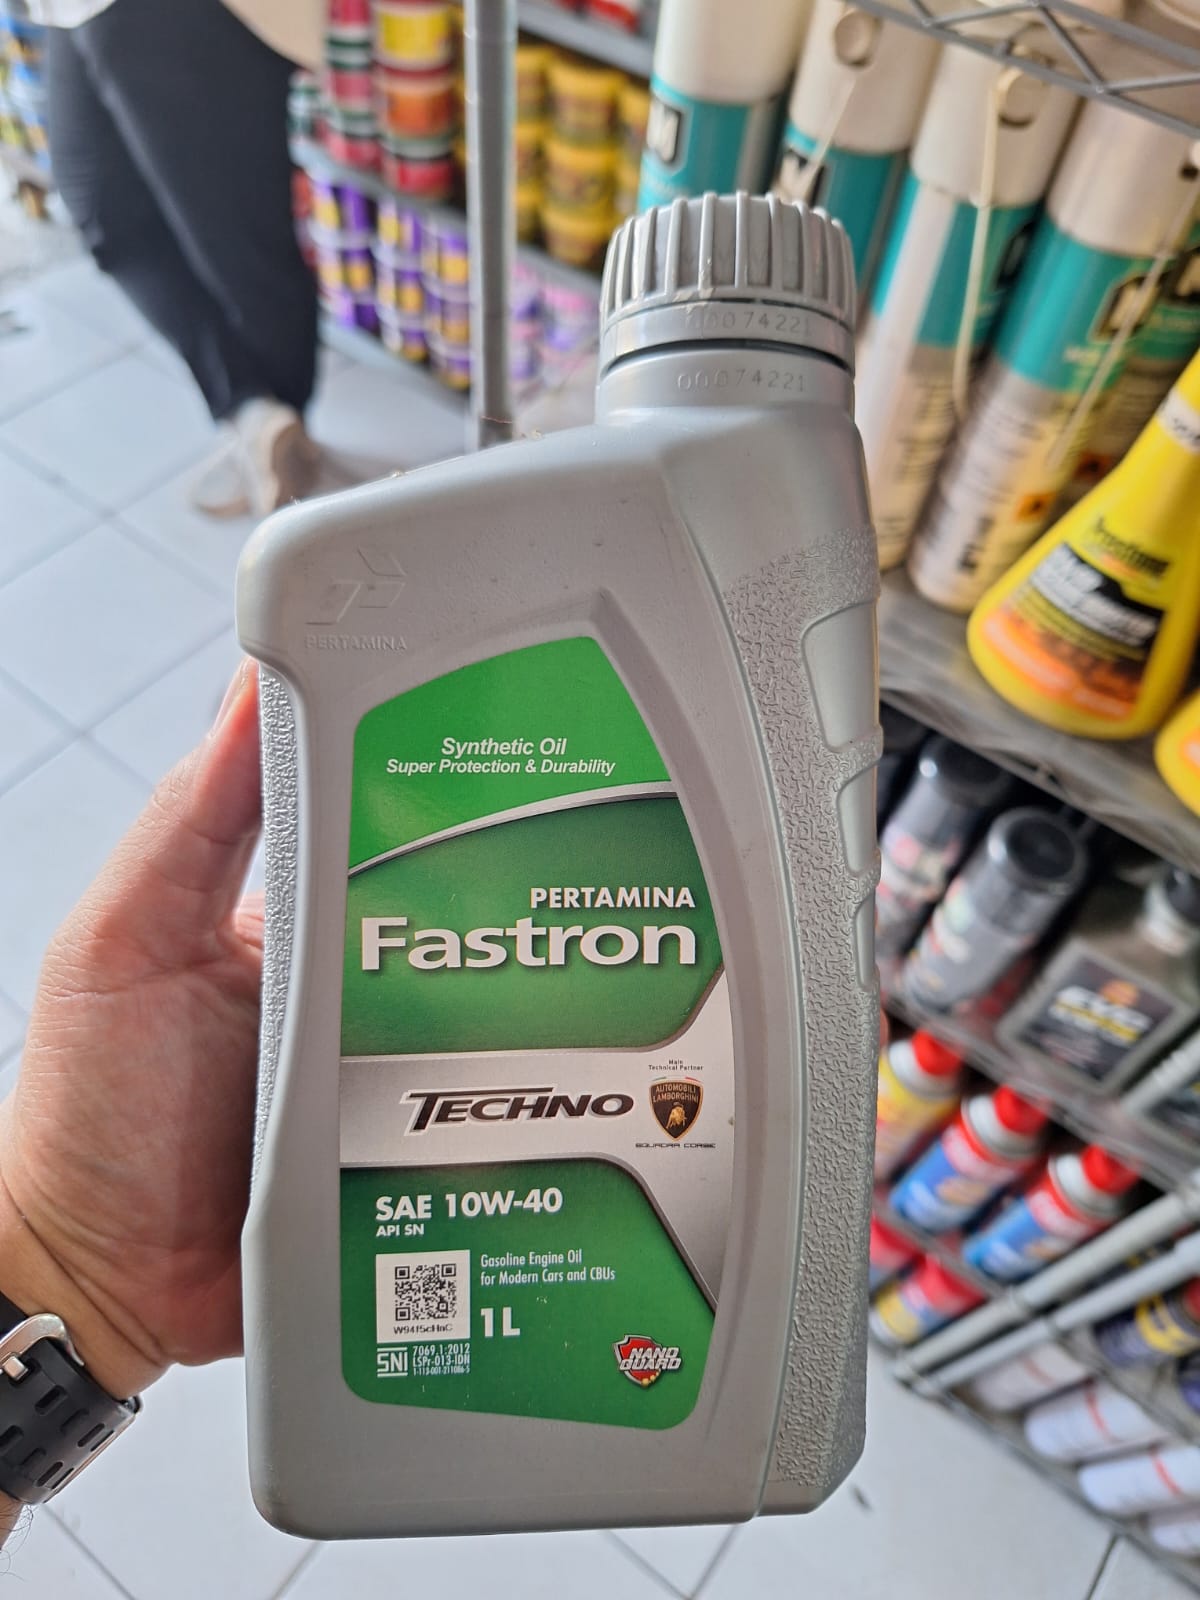 00074221
00074221
PERTAMINA
Synthetic Oil
Super Protection & Durability
PERTAMINA
Fastron
Main
Technical Partner
TECHNO
AUTOMOBILI
LAMBORGHINI
SQUADRA CORSE
SAE 10W-40
API SN
Gasoline Engine Oil
for Modern Cars and CBUs
1L
W94f5cHnC
SNI
7069.1:2012
LSPr-013-IDN
NANO
GUARD